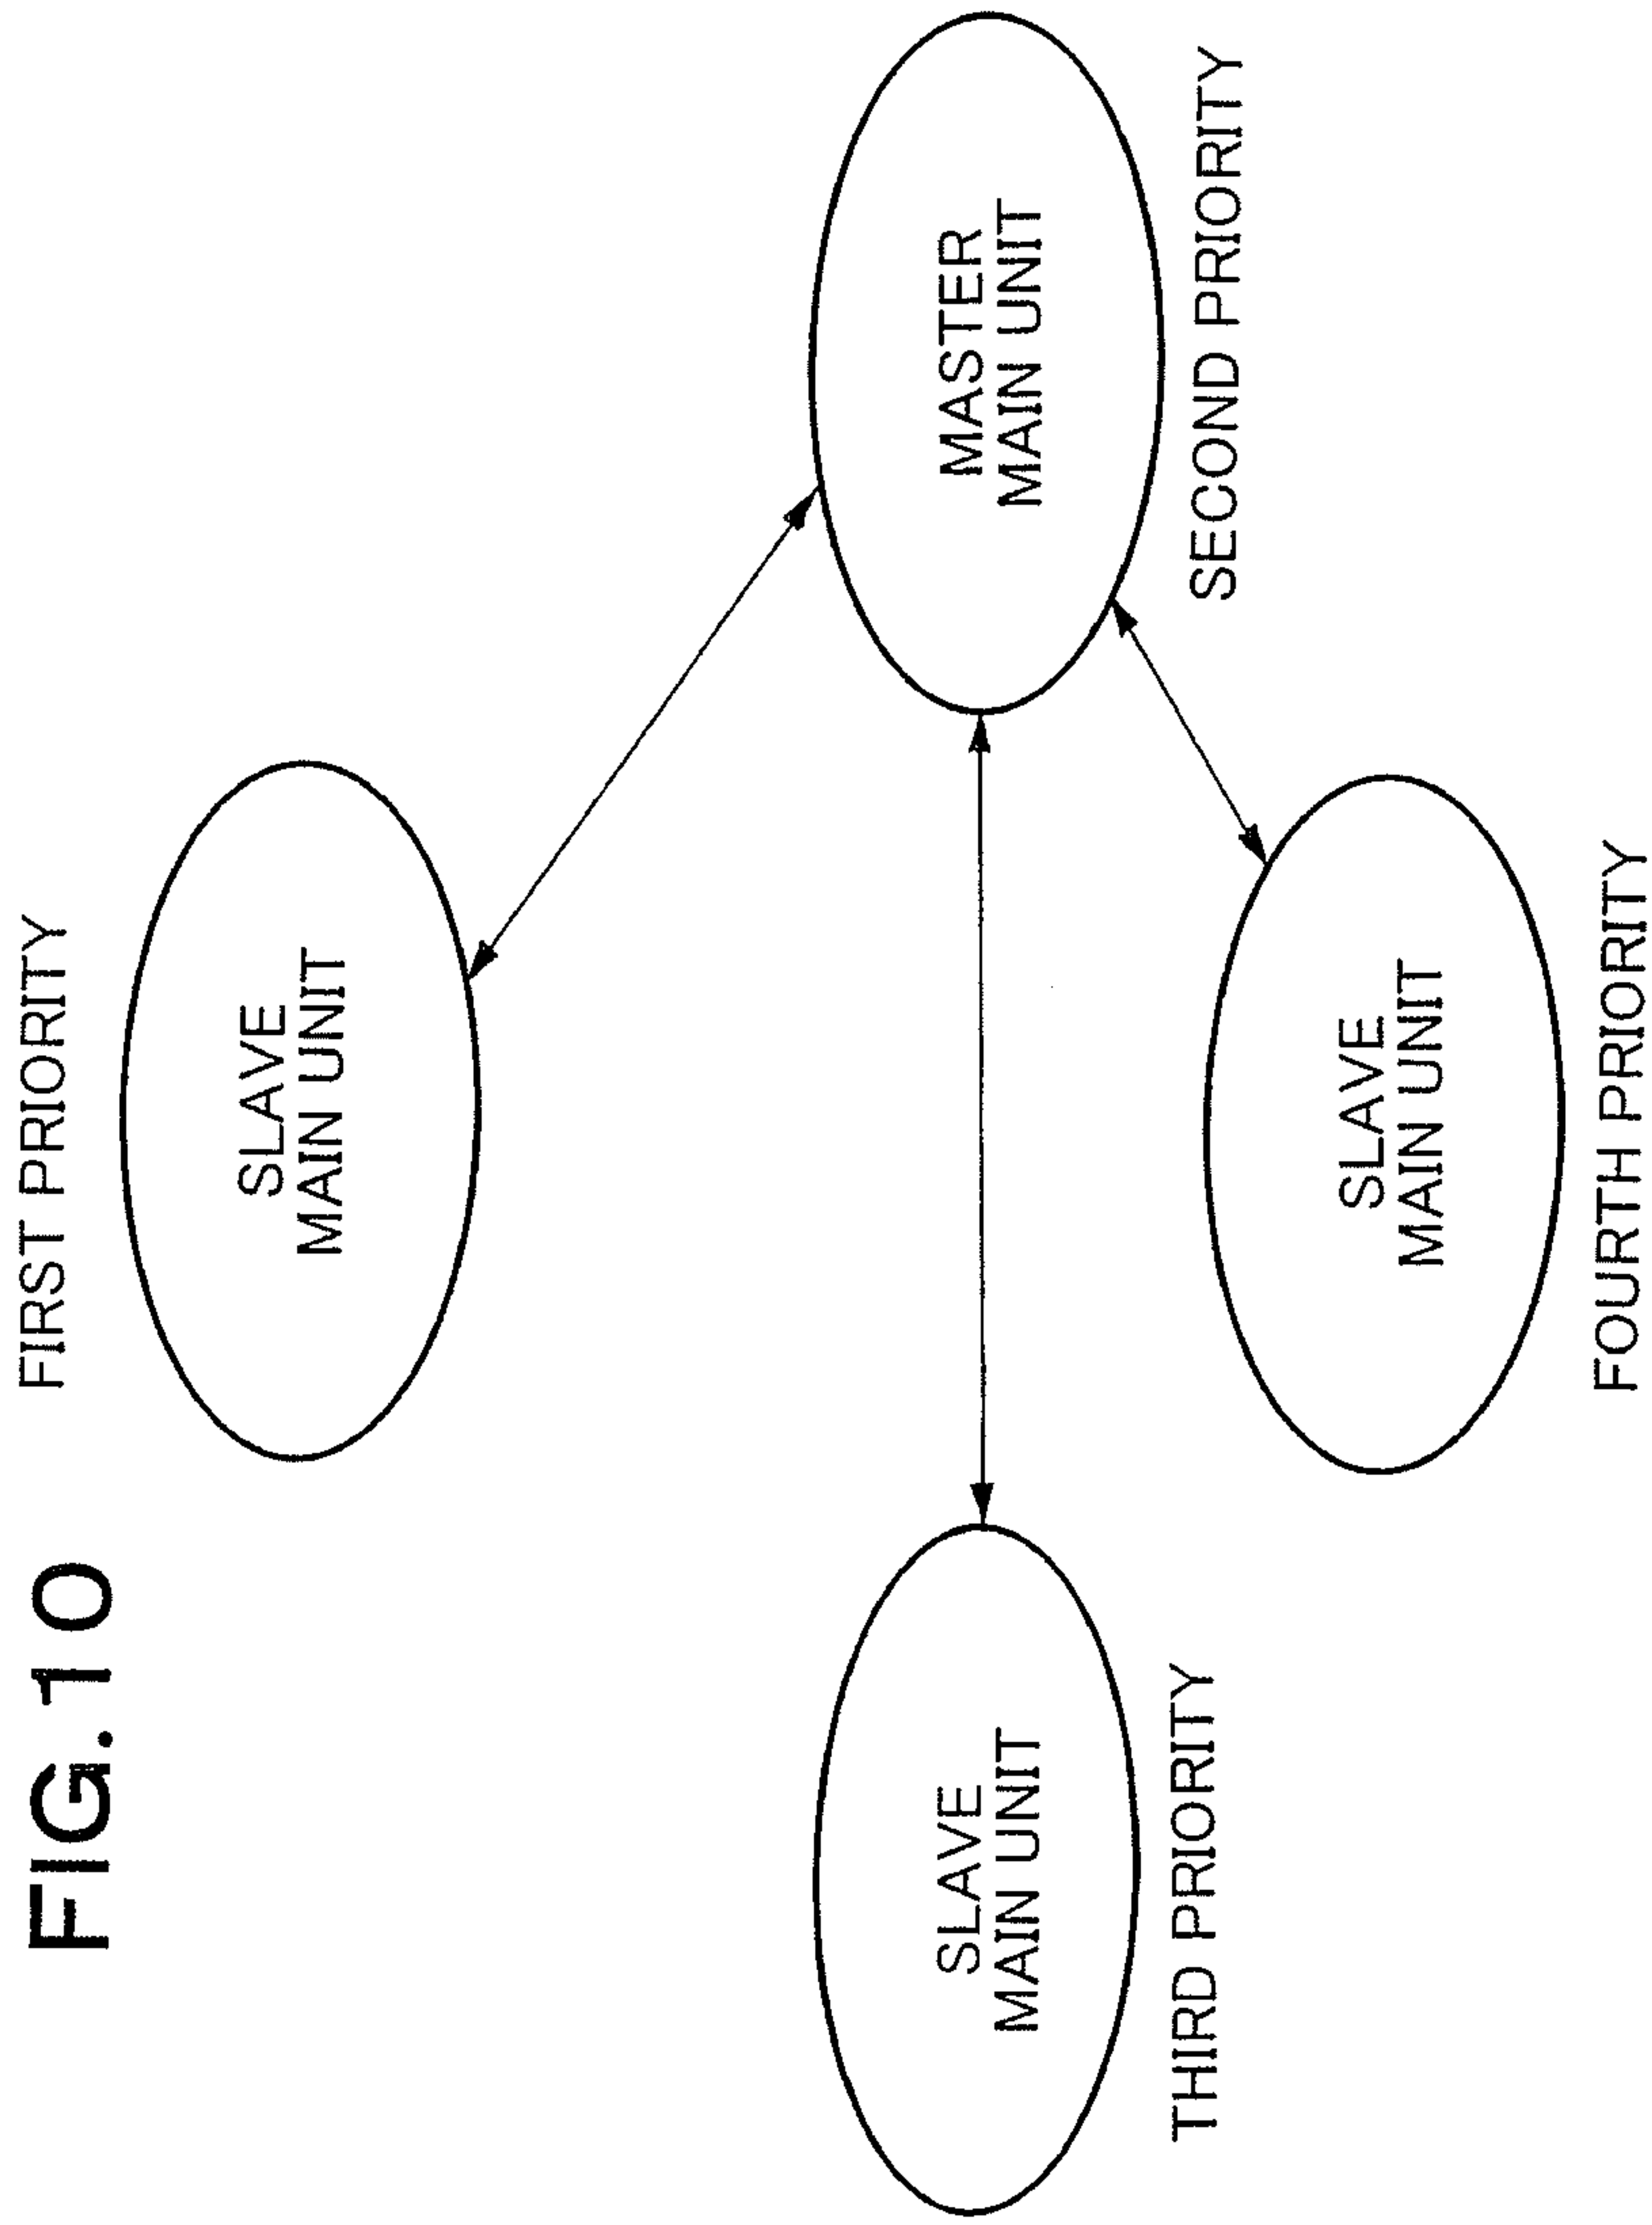 FIG.10
FIRST PRIORITY
SLAVE
MAIN UNIT
SLAVE
MAIN UNIT
THIRD PRIORITY
MASTER
MAIN UNIT
SECOND PRIORITY
SLAVE
MAIN UNIT
FOURTH PRIORITY